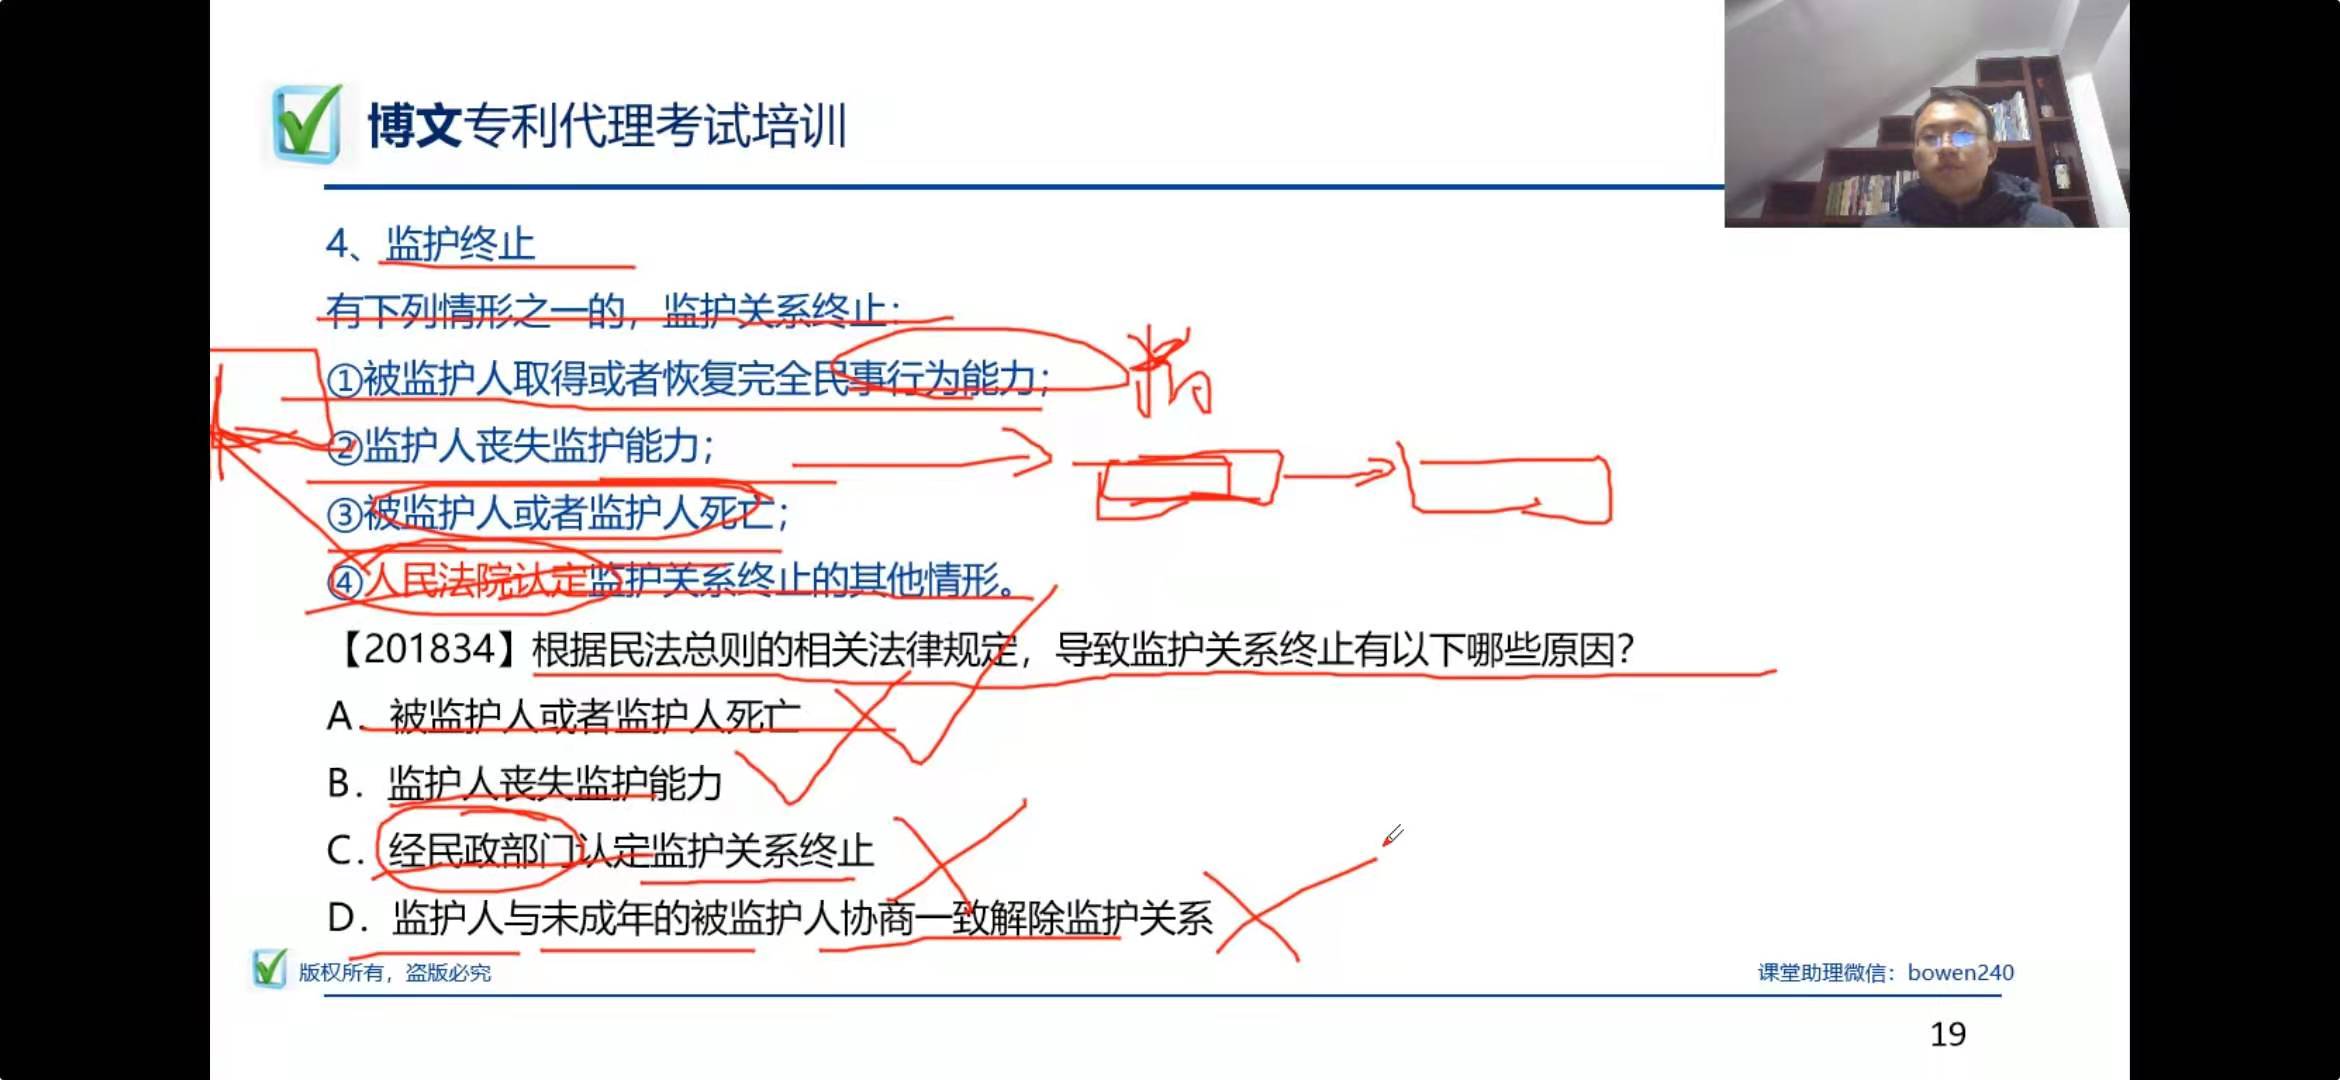 博文专利代理考试培训
4、监护终止
有下列情形之一的，监护关系终止：
①被监护人取得或者恢复完全民事行为能力；
②监护人丧失监护能力；
③被监护人或者监护人死亡；
④人民法院认定监护关系终止的其他情形。
【201834】根据民法总则的相关法律规定，导致监护关系终止有以下哪些原因？
A．被监护人或者监护人死亡
B．监护人丧失监护能力
C．经民政部门认定监护关系终止
D．监护人与未成年的被监护人协商一致解除监护关系
版权所有，盗版必究
课堂助理微信：bowen240
19